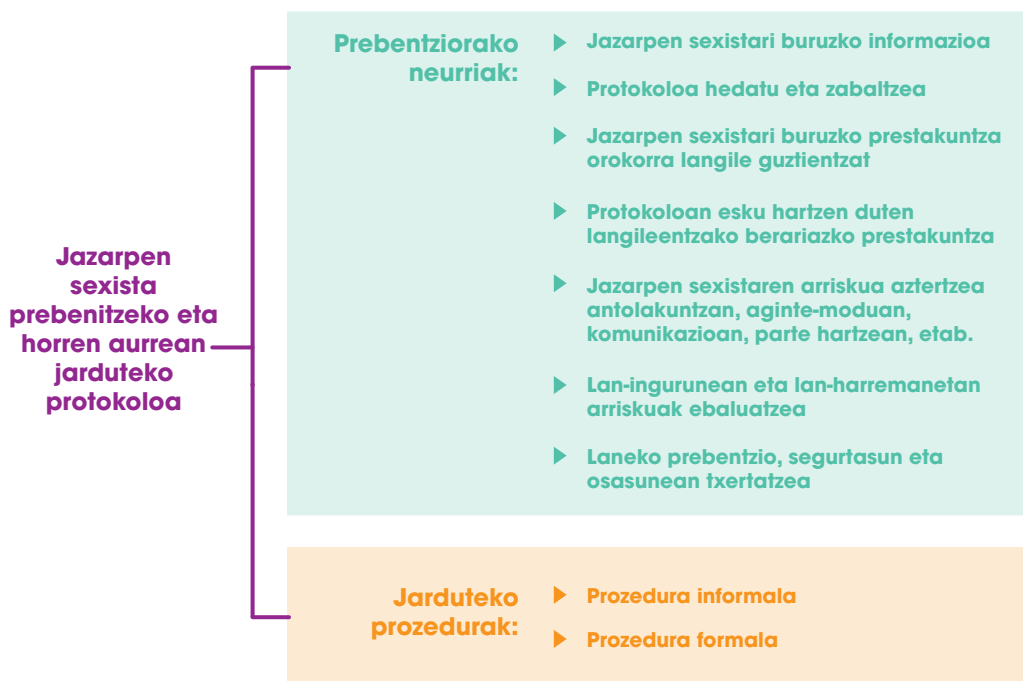 Jazarpen
sexista
prebenitzeko eta
horren aurrean
jarduteko
protokoloa
Prebentziorako
neurriak:
Jazarpen sexistari buruzko informazioa
Protokoloa hedatu eta zabaltzea
Jazarpen sexistari buruzko prestakuntza
orokorra langile guztientzat
Protokoloan esku hartzen duten
langileentzako berariazko prestakuntza
Jazarpen sexistaren arriskua aztertzea
antolakuntzan, aginte-moduan,
komunikazioan, parte hartzean, etab.
Lan-ingurunean eta lan-harremanetan
arriskuak ebaluatzea
Laneko prebentzio, segurtasun eta
osasunean txertatzea
Jarduteko
prozedurak:
Prozedura informala
Prozedura formala